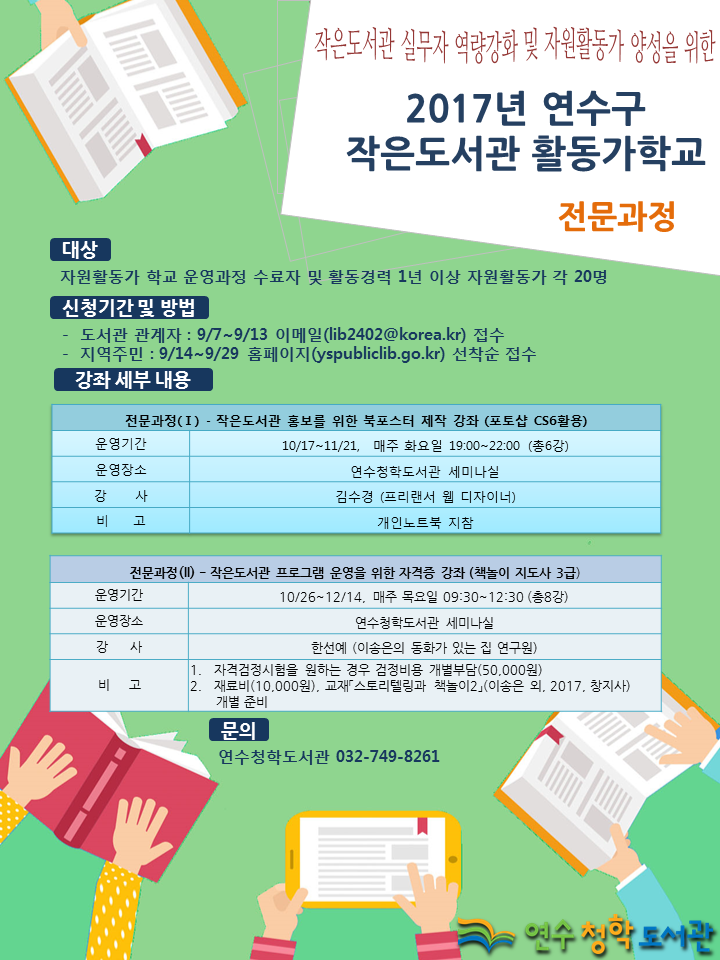 작은도서관 실무자 역량강화 및 자원활동가 양성을 위한
2017년 연수구
작은도서관 활동가학교
전문과정
대상
자원활동가 학교 운영과정 수료자 및 활동경력 1년 이상 자원활동가 각 20명
신청기간 및 방법
- 도서관 관계자 : 9/7~9/13 이메일(lib2402@korea.kr) 접수
- 지역주민 : 9/14~9/29 홈페이지(yspubliclib.go.kr) 선착순 접수
강좌 세부 내용
전문과정(Ⅰ) - 작은도서관 홍보를 위한 북포스터 제작 강좌 (포토샵 CS6활용)
운영기간 10/17~11/21, 매주 화요일 19:00~22:00 (총6강)
운영장소 연수청학도서관 세미나실
강 사 김수경 (프리랜서 웹 디자이너)
비 고 개인노트북 지참
전문과정(Ⅱ) – 작은도서관 프로그램 운영을 위한 자격증 강좌 (책놀이 지도사 3급)
운영기간 10/26~12/14, 매주 목요일 09:30~12:30 (총8강)
운영장소 연수청학도서관 세미나실
강 사 한선예 (이송은의 동화가 있는 집 연구원)
비 고 1. 자격검정시험을 원하는 경우 검정비용 개별부담(50,000원)
2. 재료비(10,000원), 교재「스토리텔링과 책놀이2」(이송은 외, 2017, 창지사)
개별 준비
문의
연수청학도서관 032-749-8261
연수 청학 도서관